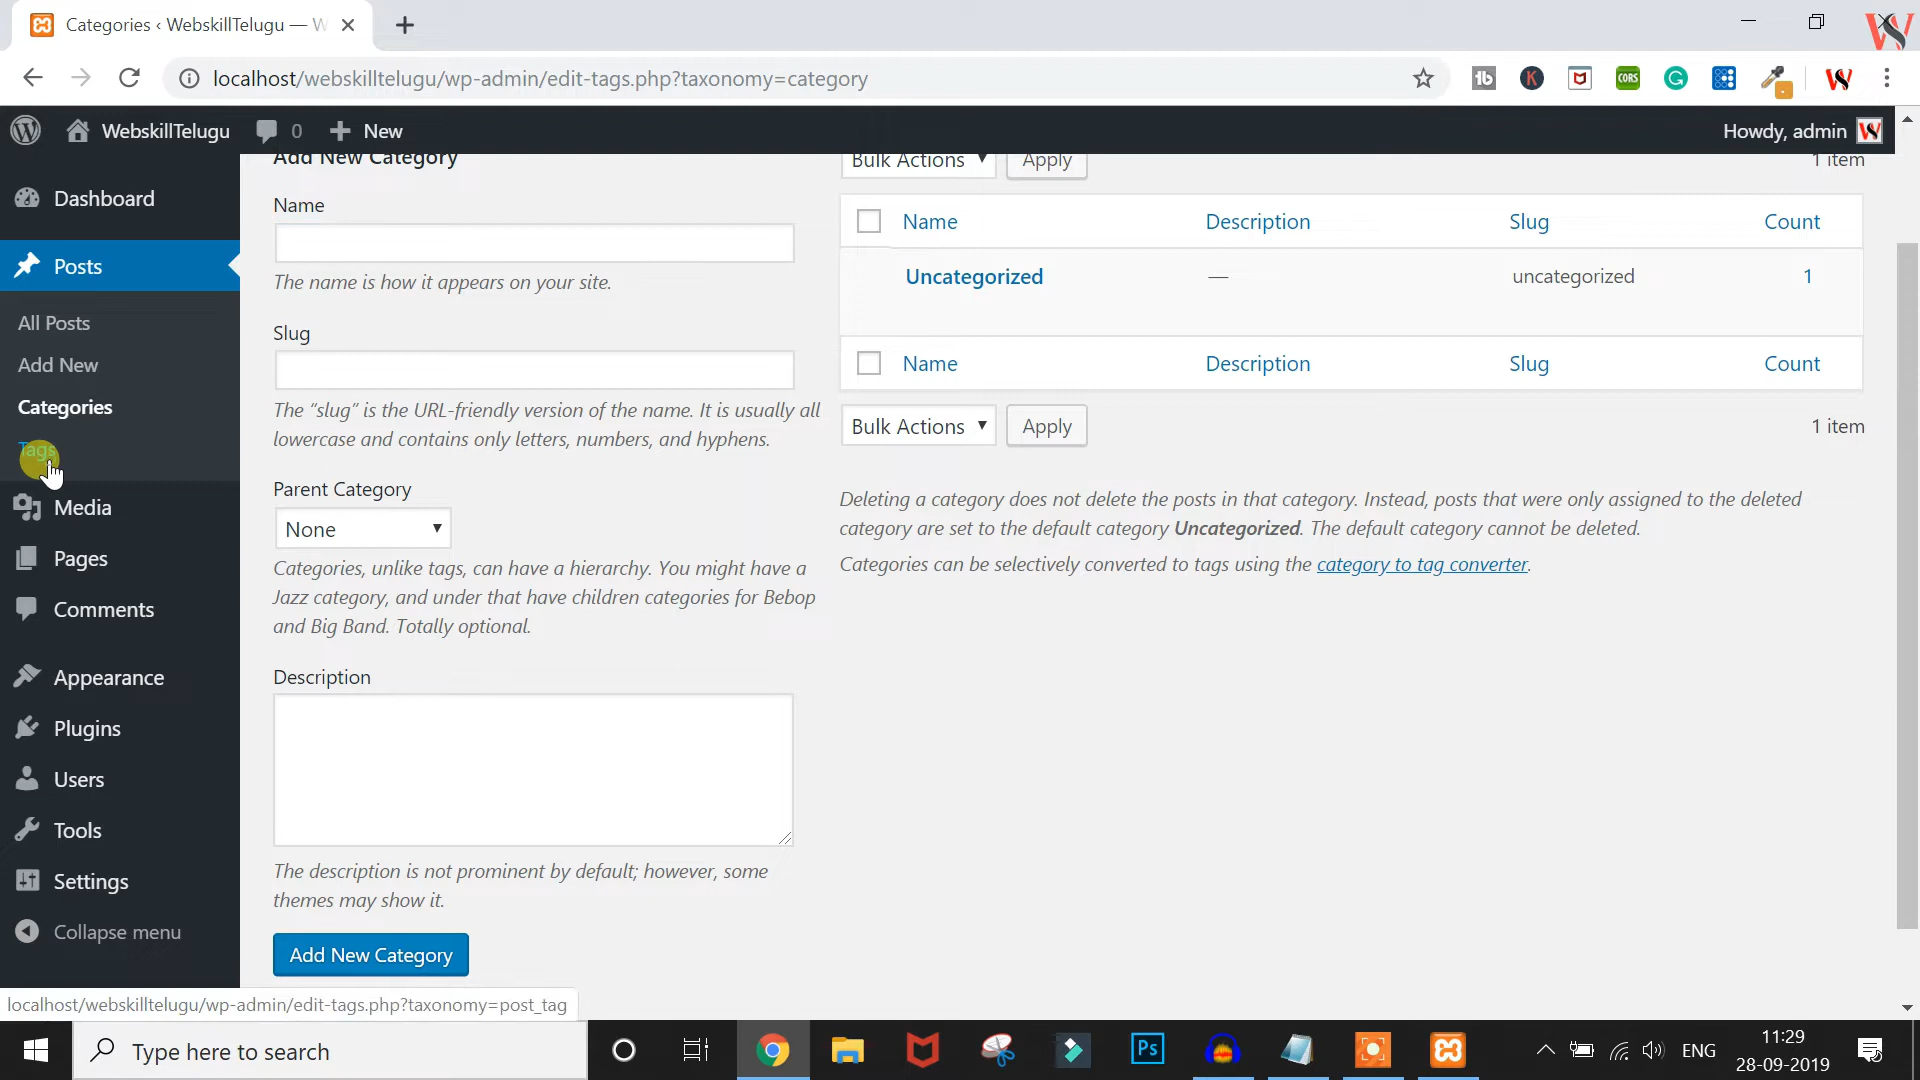 Categories ‹ WebskillTelugu — W
localhost/webskilltelugu/wp-admin/edit-tags.php?taxonomy=category
WebskillTelugu 0 New
Howdy, admin
Dashboard
Posts
All Posts
Add New
Categories
Tags
Media
Pages
Comments
Appearance
Plugins
Users
Tools
Settings
Collapse menu
Add New Category
Name
The name is how it appears on your site.
Slug
The “slug” is the URL-friendly version of the name. It is usually all
lowercase and contains only letters, numbers, and hyphens.
Parent Category
None
Categories, unlike tags, can have a hierarchy. You might have a
Jazz category, and under that have children categories for Bebop
and Big Band. Totally optional.
Description
The description is not prominent by default; however, some
themes may show it.
Add New Category
Bulk Actions Apply 1 item
Name Description Slug Count
Uncategorized — uncategorized 1
Name Description Slug Count
Bulk Actions Apply 1 item
Deleting a category does not delete the posts in that category. Instead, posts that were only assigned to the deleted
category are set to the default category Uncategorized. The default category cannot be deleted.
Categories can be selectively converted to tags using the category to tag converter.
localhost/webskilltelugu/wp-admin/edit-tags.php?taxonomy=post_tag
Type here to search
Ps
ENG
11:29
28-09-2019